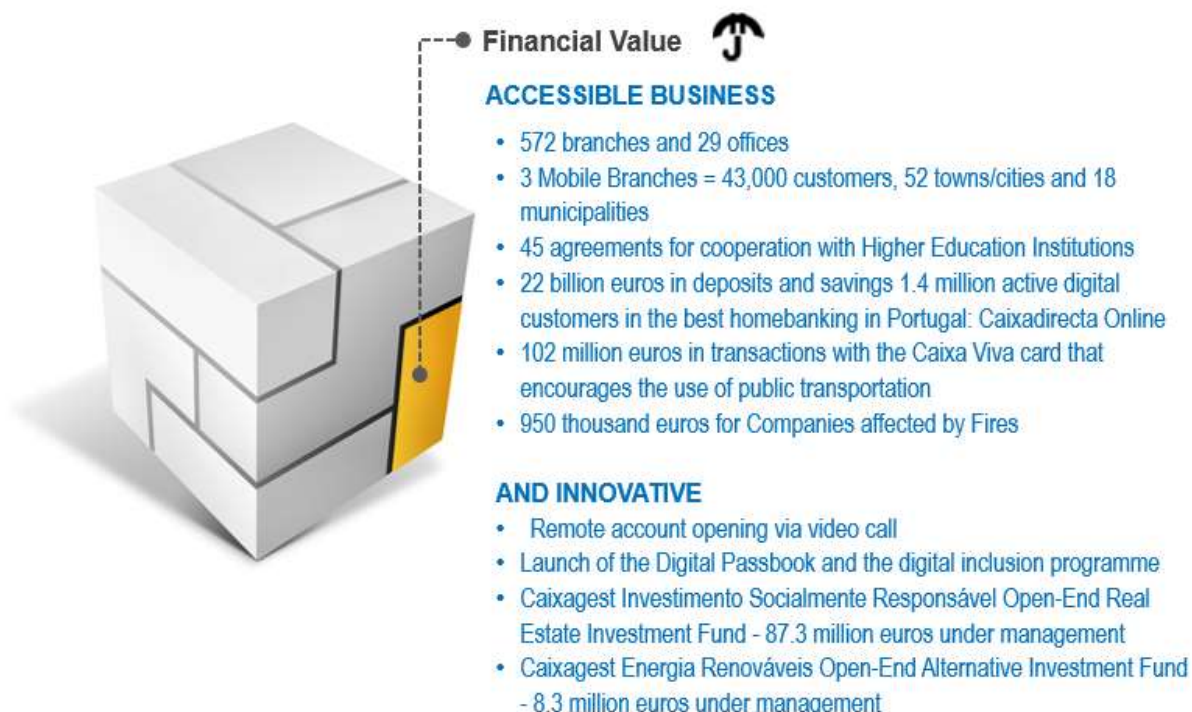 Financial Value
ACCESSIBLE BUSINESS
• 572 branches and 29 offices
• 3 Mobile Branches = 43,000 customers, 52 towns/cities and 18
municipalities
• 45 agreements for cooperation with Higher Education Institutions
• 22 billion euros in deposits and savings 1.4 million active digital
customers in the best homebanking in Portugal: Caixadirecta Online
• 102 million euros in transactions with the Caixa Viva card that
encourages the use of public transportation
• 950 thousand euros for Companies affected by Fires
AND INNOVATIVE
• Remote account opening via video call
• Launch of the Digital Passbook and the digital inclusion programme
• Caixagest Investimento Socialmente Responsável Open-End Real
Estate Investment Fund - 87.3 million euros under management
• Caixagest Energia Renováveis Open-End Alternative Investment Fund
- 8.3 million euros under management